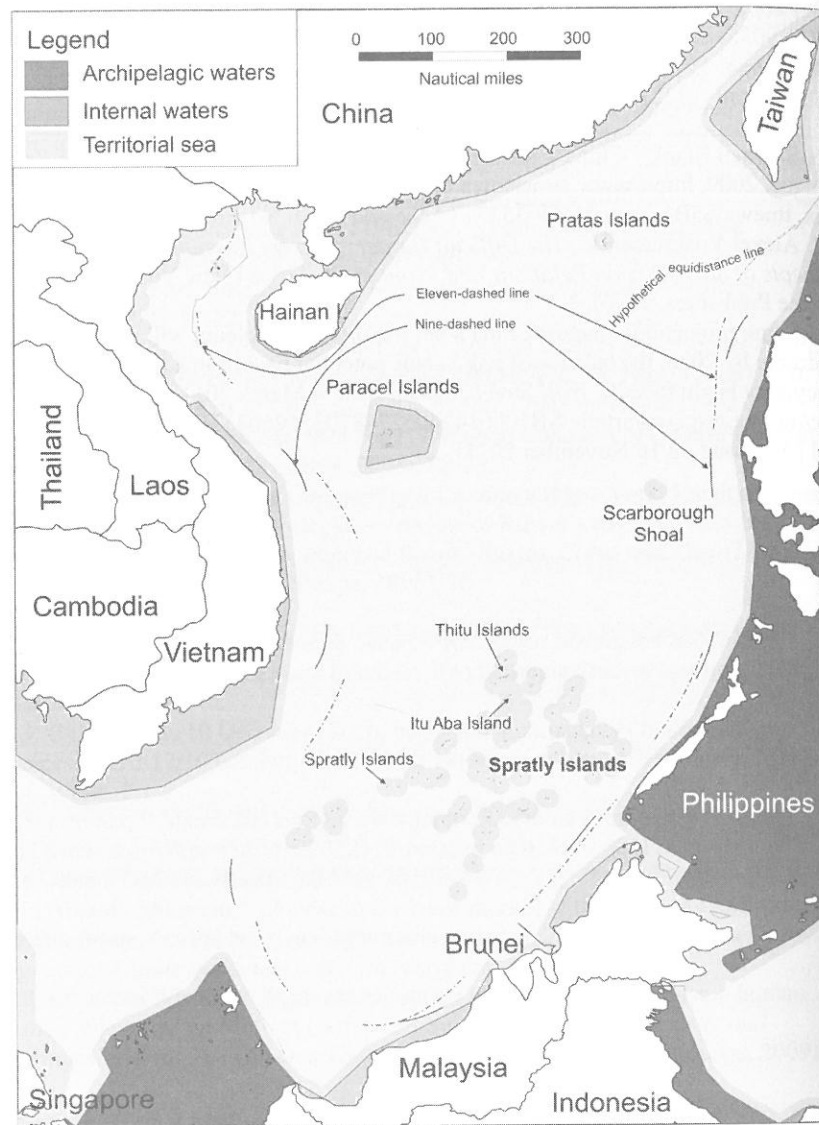 Legend
Archipelagic waters
Internal waters
Territorial sea
0 100 200 300
Nautical miles
China
Taiwan
Pratas Islands
Hypothetical equidistance line
Hainan I.
Eleven-dashed line
Nine-dashed line
Paracel Islands
Thailand
Laos
Scarborough
Shoal
Cambodia
Vietnam
Thitu Islands
Itu Aba Island
Spratly Islands
Spratly Islands
Philippines
Brunei
Malaysia
Singapore
Indonesia